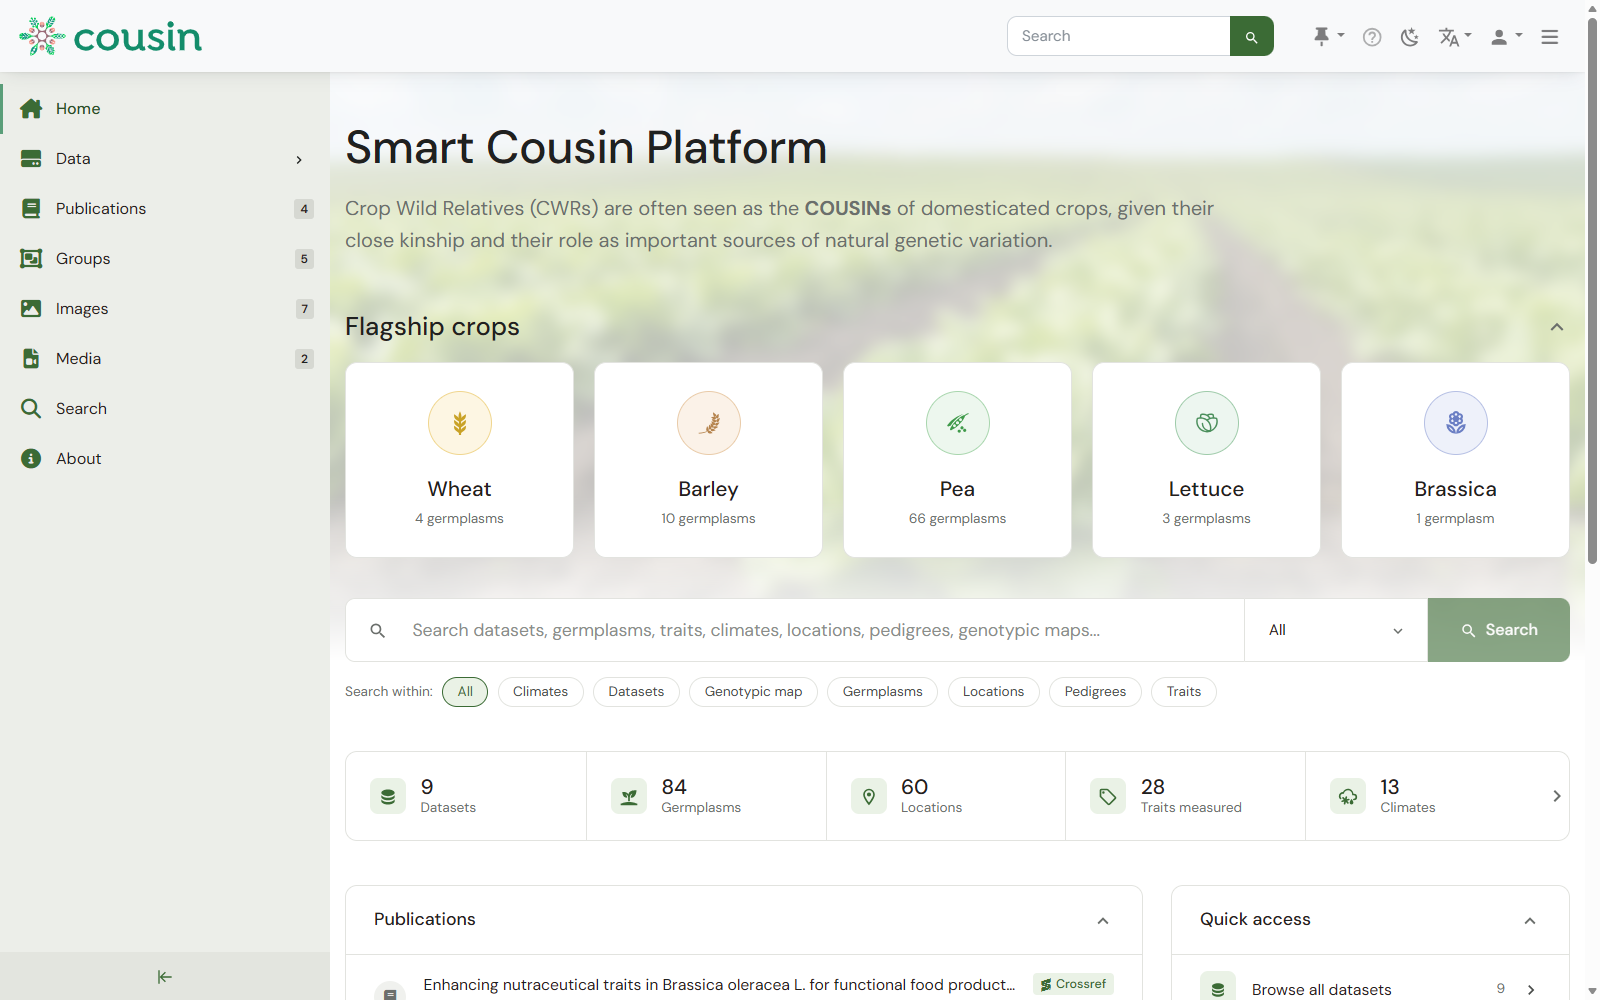 cousin
Search
Home
Data
Publications 4
Groups 5
Images 7
Media 2
Search
About
Smart Cousin Platform
Crop Wild Relatives (CWRs) are often seen as the COUSINs of domesticated crops, given their
close kinship and their role as important sources of natural genetic variation.
Flagship crops
Wheat
4 germplasms
Barley
10 germplasms
Pea
66 germplasms
Lettuce
3 germplasms
Brassica
1 germplasm
Search datasets, germplasms, traits, climates, locations, pedigrees, genotypic maps...
All
Search
Search within: All Climates Datasets Genotypic map Germplasms Locations Pedigrees Traits
9
Datasets
84
Germplasms
60
Locations
28
Traits measured
13
Climates
Publications
Enhancing nutraceutical traits in Brassica oleracea L. for functional food product... Crossref
Quick access
Browse all datasets 9